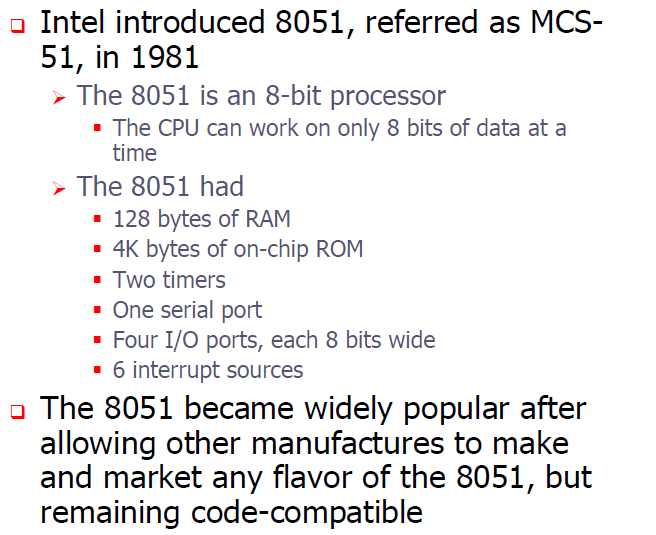 Intel introduced 8051, referred as MCS-
51, in 1981
The 8051 is an 8-bit processor
The CPU can work on only 8 bits of data at a
time
The 8051 had
128 bytes of RAM
4K bytes of on-chip ROM
Two timers
One serial port
Four I/O ports, each 8 bits wide
6 interrupt sources
The 8051 became widely popular after
allowing other manufactures to make
and market any flavor of the 8051, but
remaining code-compatible